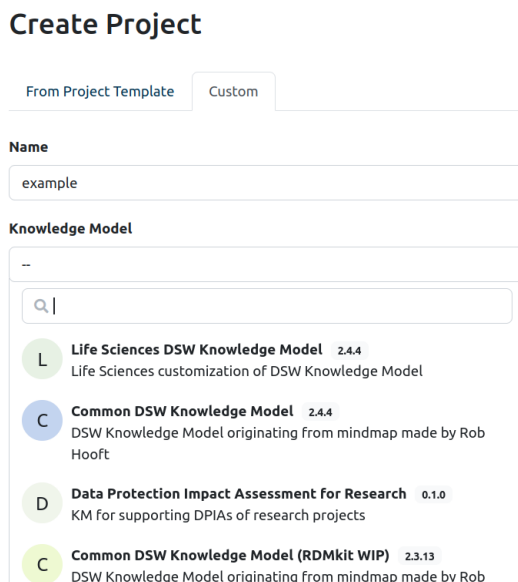 Create Project
From Project Template Custom
Name
example
Knowledge Model
--
L Life Sciences DSW Knowledge Model 2.4.4
Life Sciences customization of DSW Knowledge Model
C Common DSW Knowledge Model 2.4.4
DSW Knowledge Model originating from mindmap made by Rob
Hooft
D Data Protection Impact Assessment for Research 0.1.0
KM for supporting DPIAs of research projects
C Common DSW Knowledge Model (RDMkit WIP) 2.3.13
DSW Knowledge Model originating from mindmap made by Rob